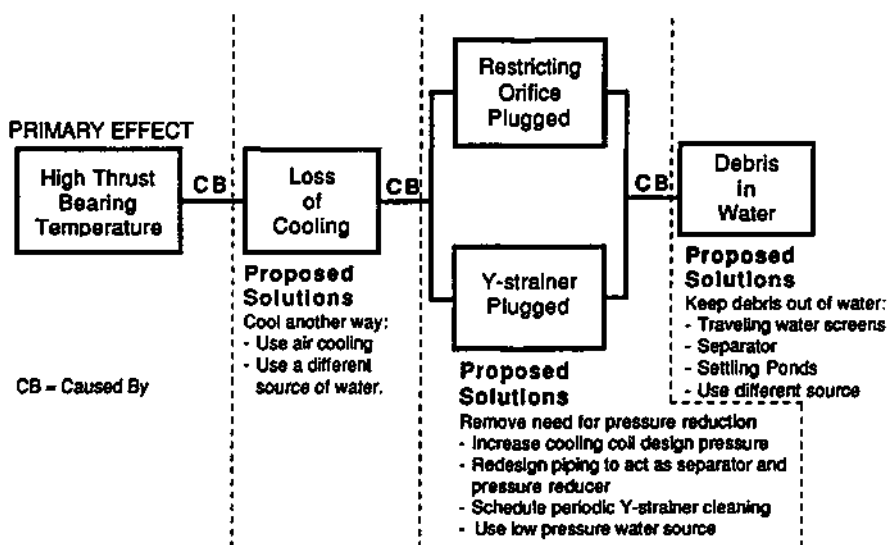 PRIMARY EFFECT
High Thrust
Bearing
Temperature
CB
Loss
of
Cooling
Proposed
Solutions
Cool another way:
- Use air cooling
- Use a different
source of water.
CB = Caused By
CB
Restricting
Orifice
Plugged
Y-strainer
Plugged
Proposed
Solutions
Remove need for pressure reduction
- Increase cooling coil design pressure
- Redesign piping to act as separator and
pressure reducer
- Schedule periodic Y-strainer cleaning
- Use low pressure water source
CB
Debris
in
Water
Proposed
Solutions
Keep debris out of water:
- Traveling water screens
- Separator
- Settling Ponds
- Use different source